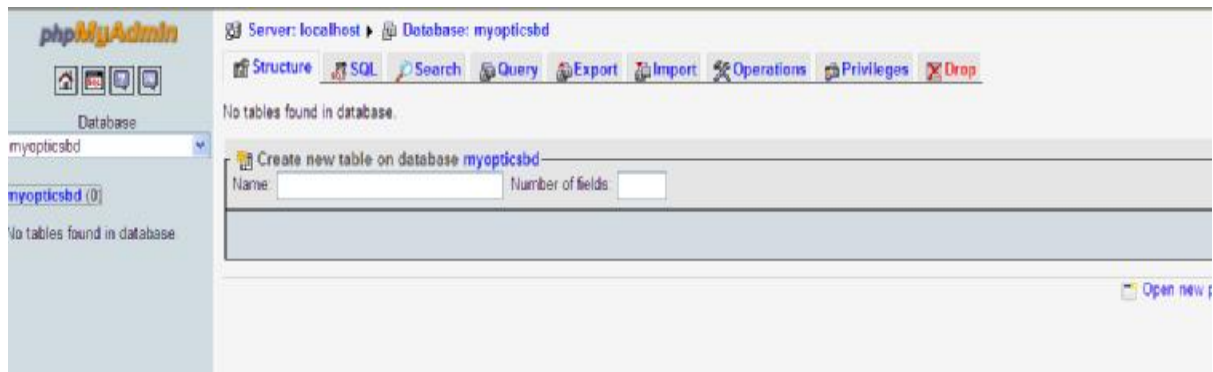 phpMyAdmin
Database
myopticsbd
myopticsbd (0)
No tables found in database
Server: localhost ▸ Database: myopticsbd
Structure SQL Search Query Export Import Operations Privileges Drop
No tables found in database.
Create new table on database myopticsbd
Name: Number of fields:
Open new p